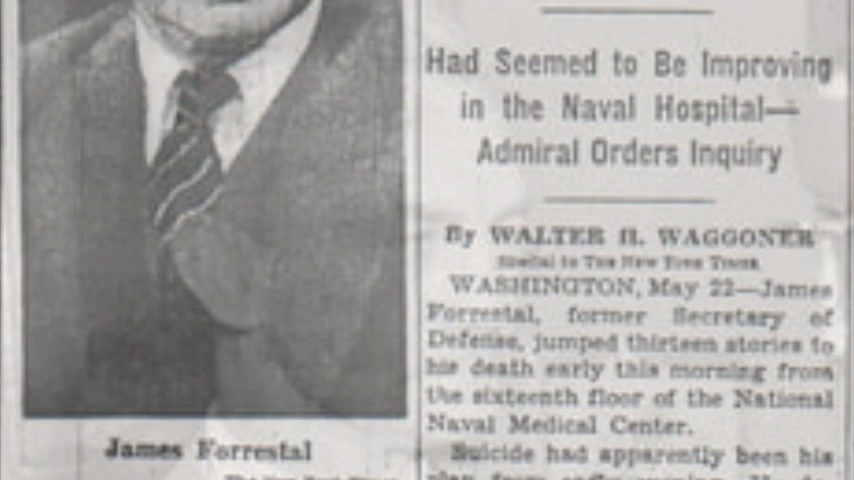 Had Seemed to Be Improving
in the Naval Hospital—
Admiral Orders Inquiry
By WALTER H. WAGGONER
Special to THE NEW YORK TIMES.
WASHINGTON, May 22—James
Forrestal, former Secretary of
Defense, jumped thirteen stories to
his death early this morning from
the sixteenth floor of the National
Naval Medical Center.
Suicide had apparently been his
James Forrestal